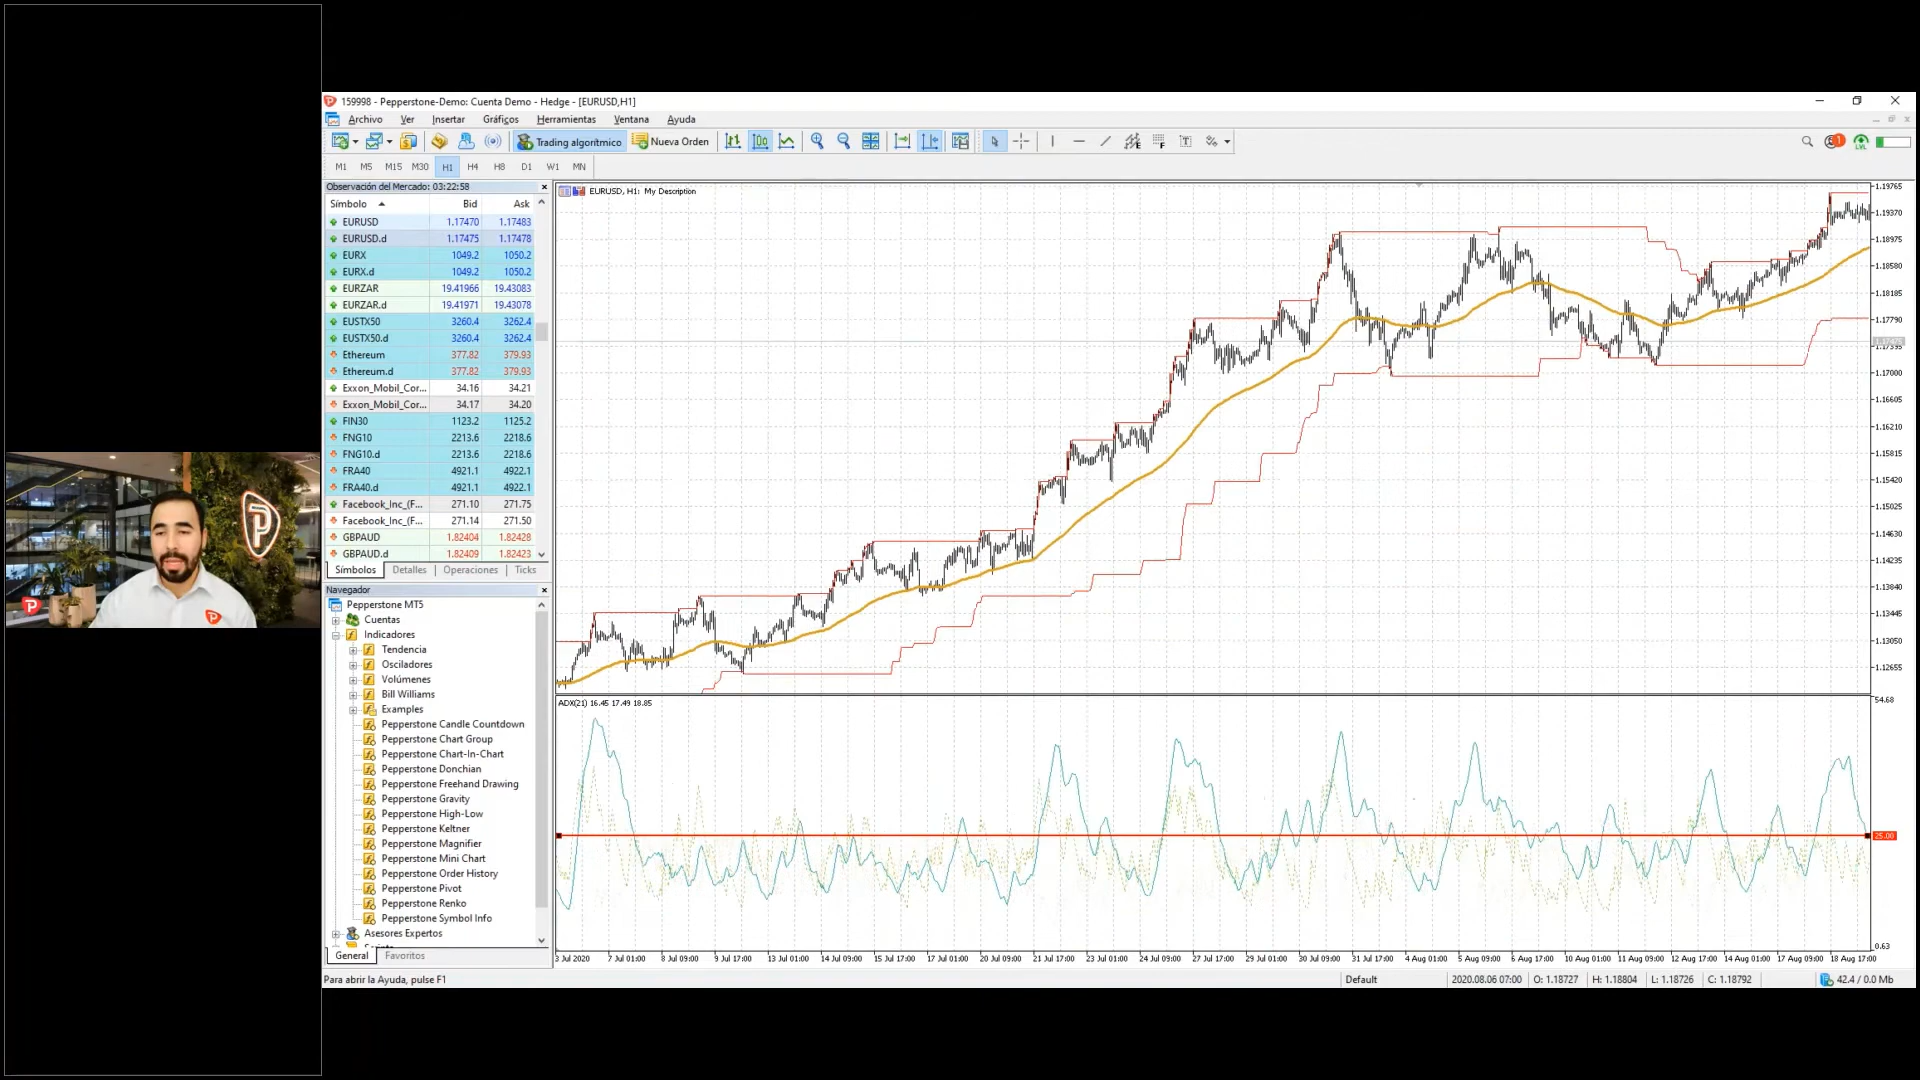 159998 - Pepperstone-Demo: Cuenta Demo - Hedge - [EURUSD,H1]
Archivo Ver Insertar Gráficos Herramientas Ventana Ayuda
Trading algorítmico Nueva Orden
M1 M5 M15 M30 H1 H4 H8 D1 W1 MN
Observación del Mercado: 03:22:58
Símbolo Bid Ask
EURUSD 1.17470 1.17483
EURUSD.d 1.17475 1.17478
EURX 1049.2 1050.2
EURX.d 1049.2 1050.2
EURZAR 19.41966 19.43083
EURZAR.d 19.41971 19.43078
EUSTX50 3260.4 3262.4
EUSTX50.d 3260.4 3262.4
Ethereum 377.82 379.93
Ethereum.d 377.82 379.93
Exxon_Mobil_Cor... 34.16 34.21
Exxon_Mobil_Cor... 34.17 34.20
FIN30 1123.2 1125.2
FNG10 2213.6 2218.6
FNG10.d 2213.6 2218.6
FRA40 4921.1 4922.1
FRA40.d 4921.1 4922.1
Facebook_Inc_(F... 271.10 271.75
Facebook_Inc_(F... 271.14 271.50
GBPAUD 1.82404 1.82428
GBPAUD.d 1.82409 1.82423
Símbolos Detalles Operaciones Ticks
Navegador
Pepperstone MT5
Cuentas
Indicadores
Tendencia
Osciladores
Volúmenes
Bill Williams
Examples
Pepperstone Candle Countdown
Pepperstone Chart Group
Pepperstone Chart-In-Chart
Pepperstone Donchian
Pepperstone Freehand Drawing
Pepperstone Gravity
Pepperstone High-Low
Pepperstone Keltner
Pepperstone Magnifier
Pepperstone Mini Chart
Pepperstone Order History
Pepperstone Pivot
Pepperstone Renko
Pepperstone Symbol Info
Asesores Expertos
General Favoritos
EURUSD, H1: My Description
1.19765
1.19370
1.18975
1.18580
1.18185
1.17790
1.17000
1.16605
1.16210
1.15815
1.15420
1.15025
1.14630
1.14235
1.13840
1.13445
1.13050
1.12655
ADX(21) 16.45 17.49 18.85
54.68
25.00
0.63
3 Jul 2020 7 Jul 01:00 8 Jul 09:00 9 Jul 17:00 13 Jul 01:00 14 Jul 09:00 15 Jul 17:00 17 Jul 01:00 20 Jul 09:00 21 Jul 17:00 23 Jul 01:00 24 Jul 09:00 27 Jul 17:00 29 Jul 01:00 30 Jul 09:00 31 Jul 17:00 4 Aug 01:00 5 Aug 09:00 6 Aug 17:00 10 Aug 01:00 11 Aug 09:00 12 Aug 17:00 14 Aug 01:00 17 Aug 09:00 18 Aug 17:00
Para abrir la Ayuda, pulse F1 Default 2020.08.06 07:00 O: 1.18727 H: 1.18804 L: 1.18726 C: 1.18792 42.4 / 0.0 Mb